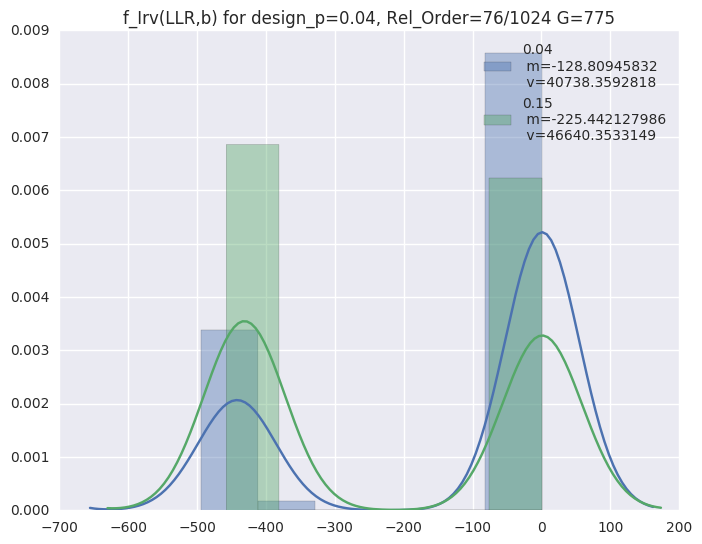 f_Irv(LLR,b) for design_p=0.04, Rel_Order=76/1024 G=775
0.009
0.008
0.007
0.006
0.005
0.004
0.003
0.002
0.001
0.000
0.04
m=-128.80945832
v=40738.3592818
0.15
m=-225.442127986
v=46640.3533149
−700 −600 −500 −400 −300 −200 −100 0 100 200